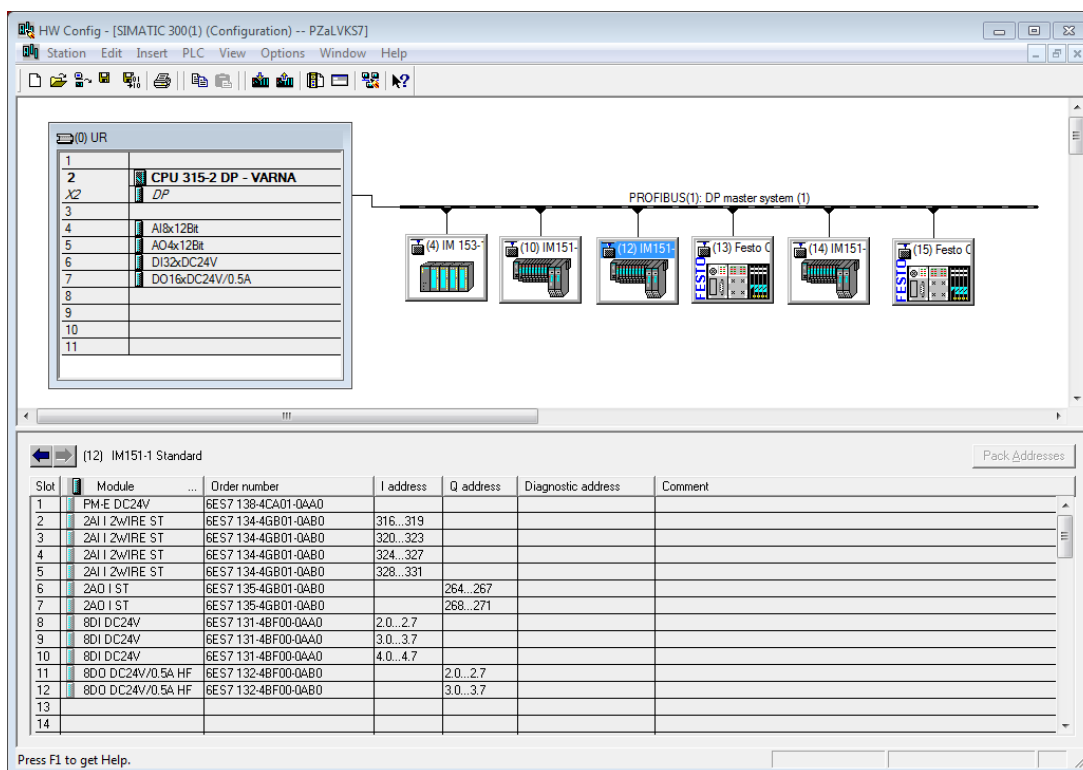 HW Config - [SIMATIC 300(1) (Configuration) -- PZaLVKS7]
Station Edit Insert PLC View Options Window Help
(0) UR
1
2 CPU 315-2 DP - VARNA
X2 DP
3
4 AI8x12Bit
5 AO4x12Bit
6 DI32xDC24V
7 DO16xDC24V/0.5A
8
9
10
11
PROFIBUS(1): DP master system (1)
(4) IM 153-1
(10) IM151-
(12) IM151-
(13) Festo C
FESTO
(14) IM151-
(15) Festo C
FESTO
(12) IM151-1 Standard
Pack Addresses
Slot Module ... Order number I address Q address Diagnostic address Comment
1 PM-E DC24V 6ES7 138-4CA01-0AA0
2 2AI I 2WIRE ST 6ES7 134-4GB01-0AB0 316...319
3 2AI I 2WIRE ST 6ES7 134-4GB01-0AB0 320...323
4 2AI I 2WIRE ST 6ES7 134-4GB01-0AB0 324...327
5 2AI I 2WIRE ST 6ES7 134-4GB01-0AB0 328...331
6 2AO I ST 6ES7 135-4GB01-0AB0 264...267
7 2AO I ST 6ES7 135-4GB01-0AB0 268...271
8 8DI DC24V 6ES7 131-4BF00-0AA0 2.0...2.7
9 8DI DC24V 6ES7 131-4BF00-0AA0 3.0...3.7
10 8DI DC24V 6ES7 131-4BF00-0AA0 4.0...4.7
11 8DO DC24V/0.5A HF 6ES7 132-4BF00-0AB0 2.0...2.7
12 8DO DC24V/0.5A HF 6ES7 132-4BF00-0AB0 3.0...3.7
13
14
Press F1 to get Help.